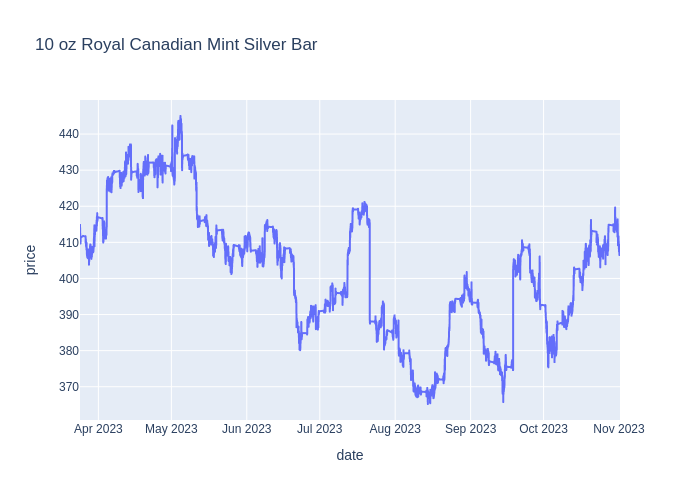 10 oz Royal Canadian Mint Silver Bar
440
430
420
410
400
390
380
370
price
Apr 2023 May 2023 Jun 2023 Jul 2023 Aug 2023 Sep 2023 Oct 2023 Nov 2023
date